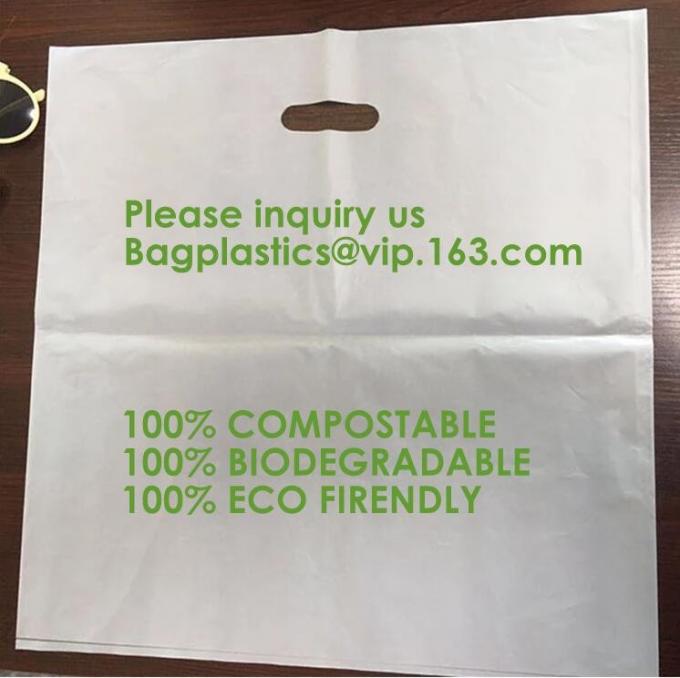 Please inquiry us
Bagplastics@vip.163.com
100% COMPOSTABLE
100% BIODEGRADABLE
100% ECO FIRENDLY